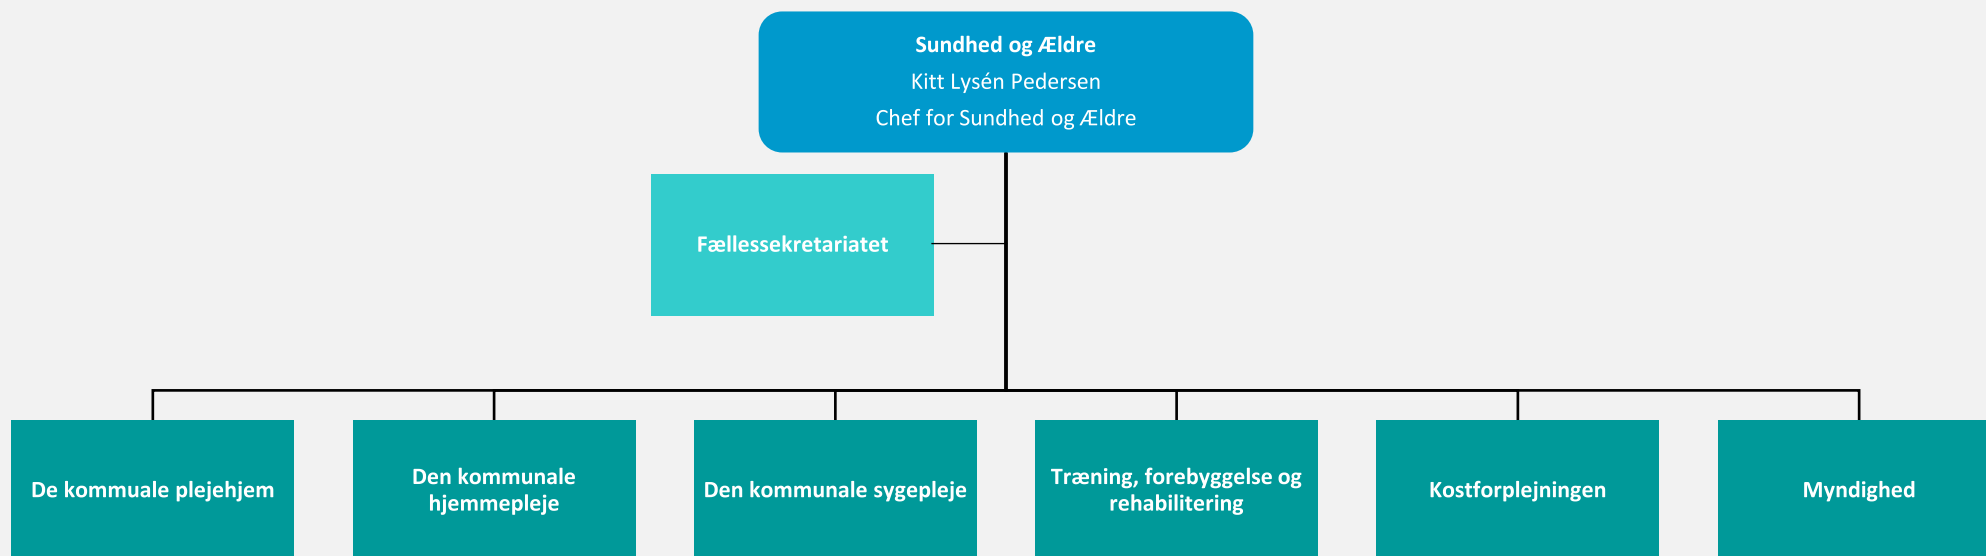 Sundhed og Ældre
Kitt Lysén Pedersen
Chef for Sundhed og Ældre
Fællessekretariatet
De kommuale plejehjem
Den kommunale
hjemmepleje
Den kommunale sygepleje
Træning, forebyggelse og
rehabilitering
Kostforplejningen
Myndighed